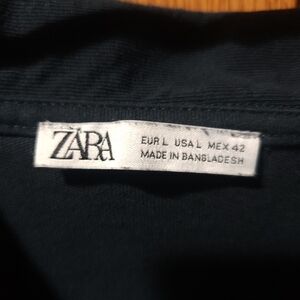 ZARA
EUR L USA L MEX 42
MADE IN BANGLADESH